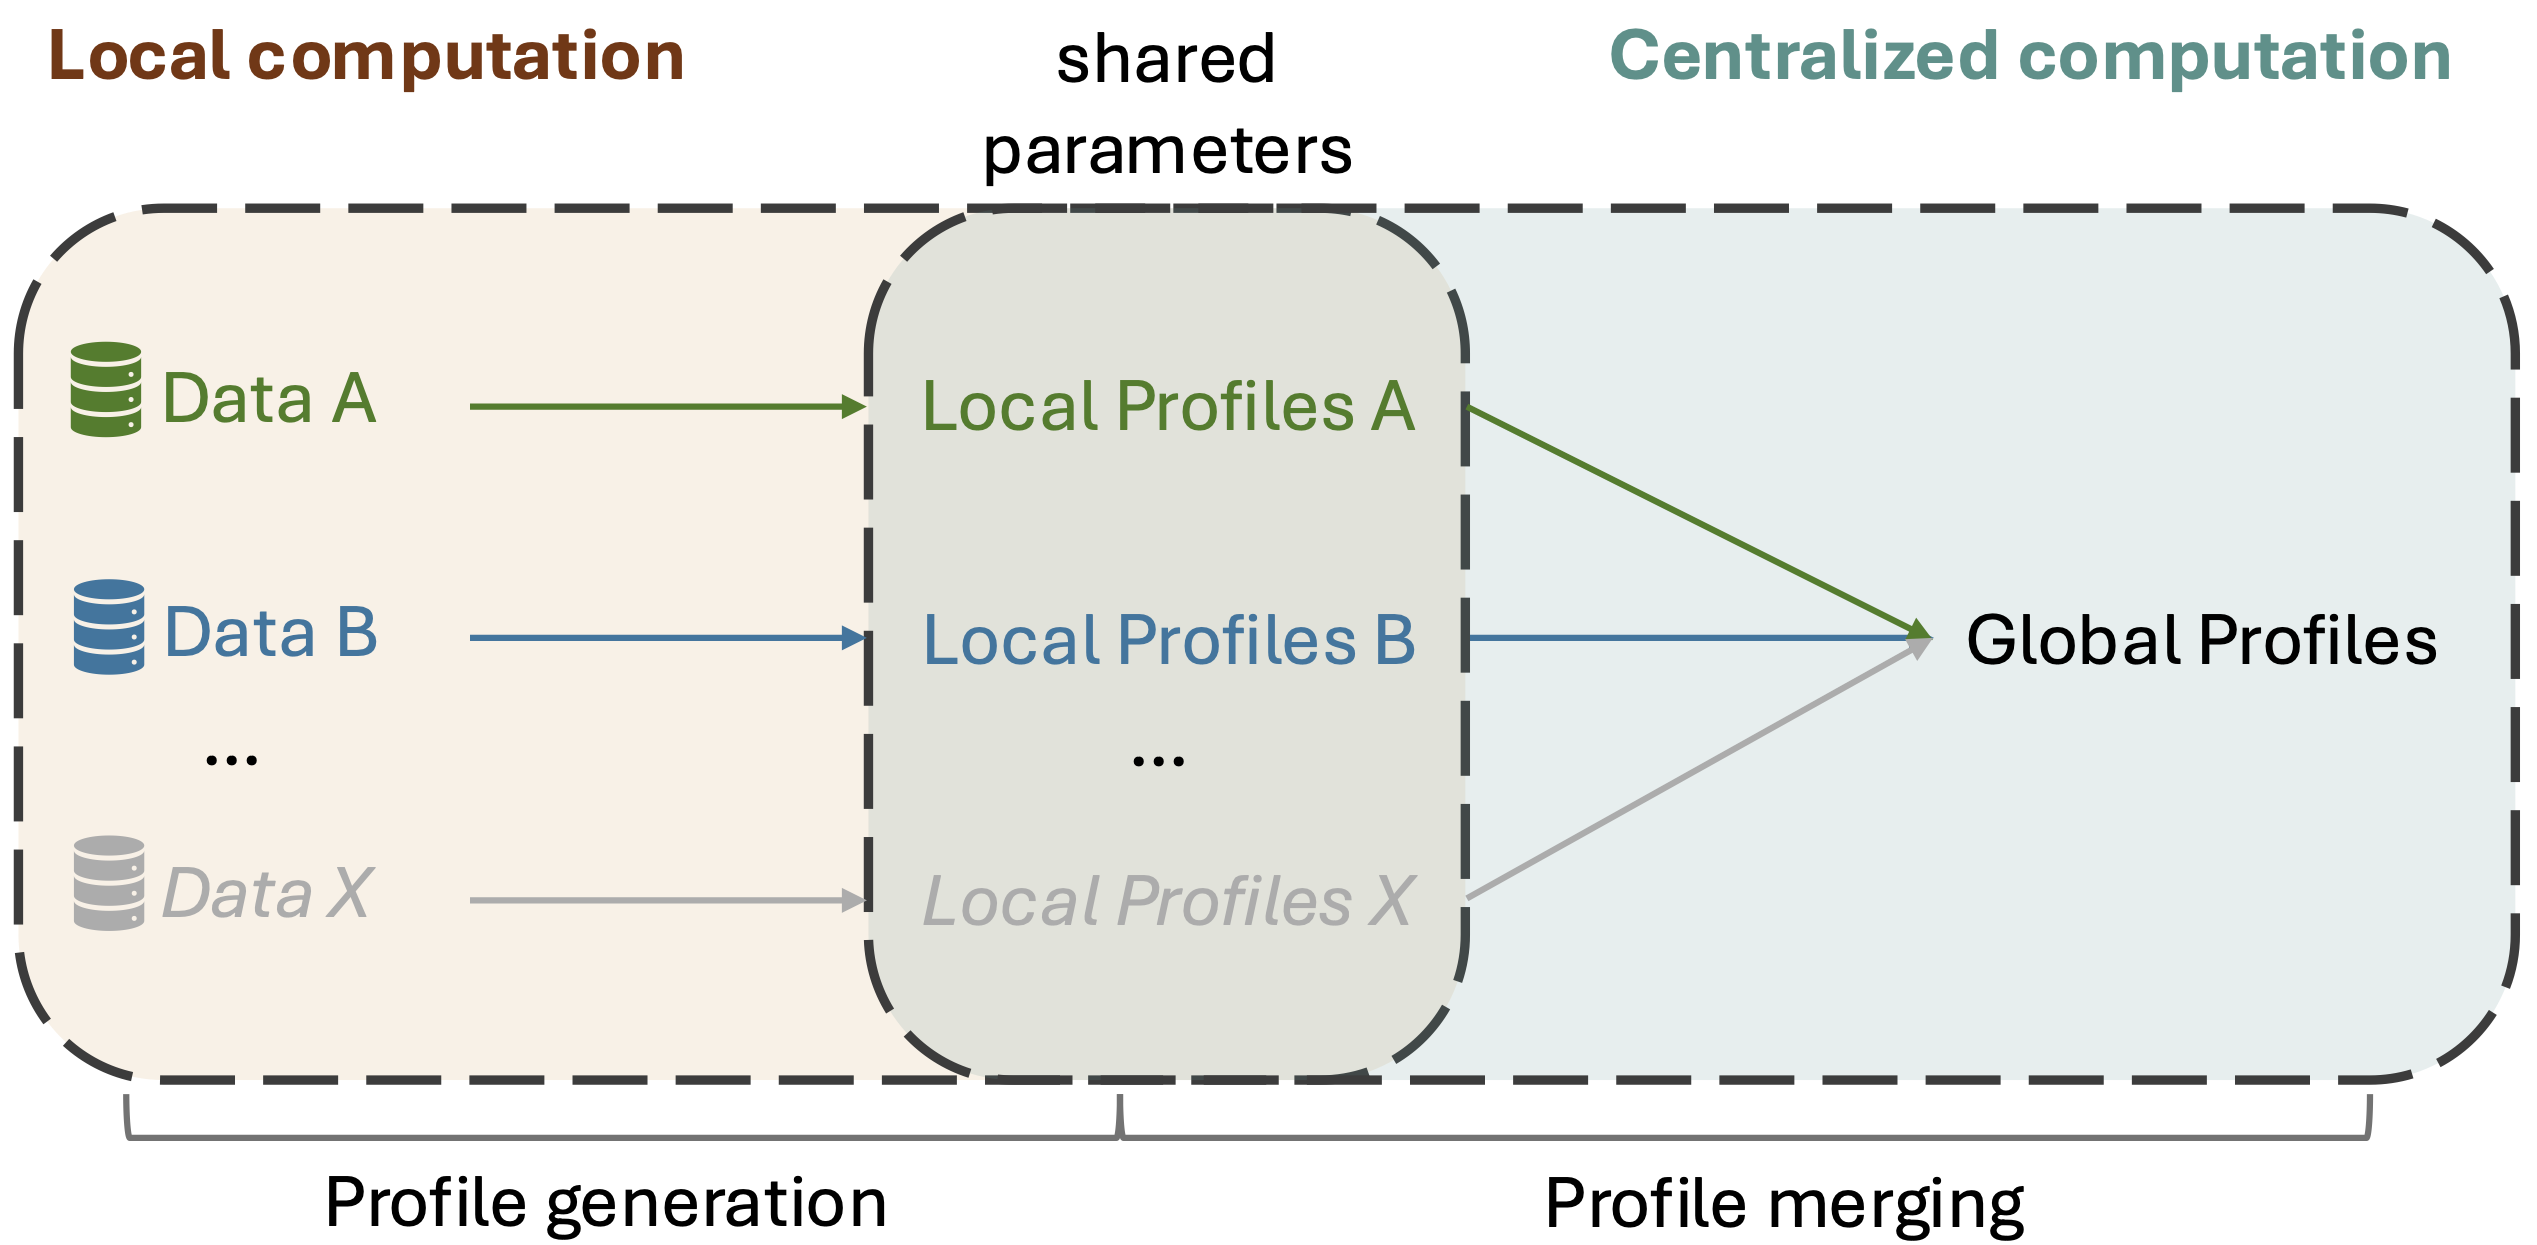 Local computation
shared
parameters
Centralized computation
Data A
Local Profiles A
Data B
Local Profiles B
Global Profiles
...
...
Data X
Local Profiles X
Profile generation
Profile merging